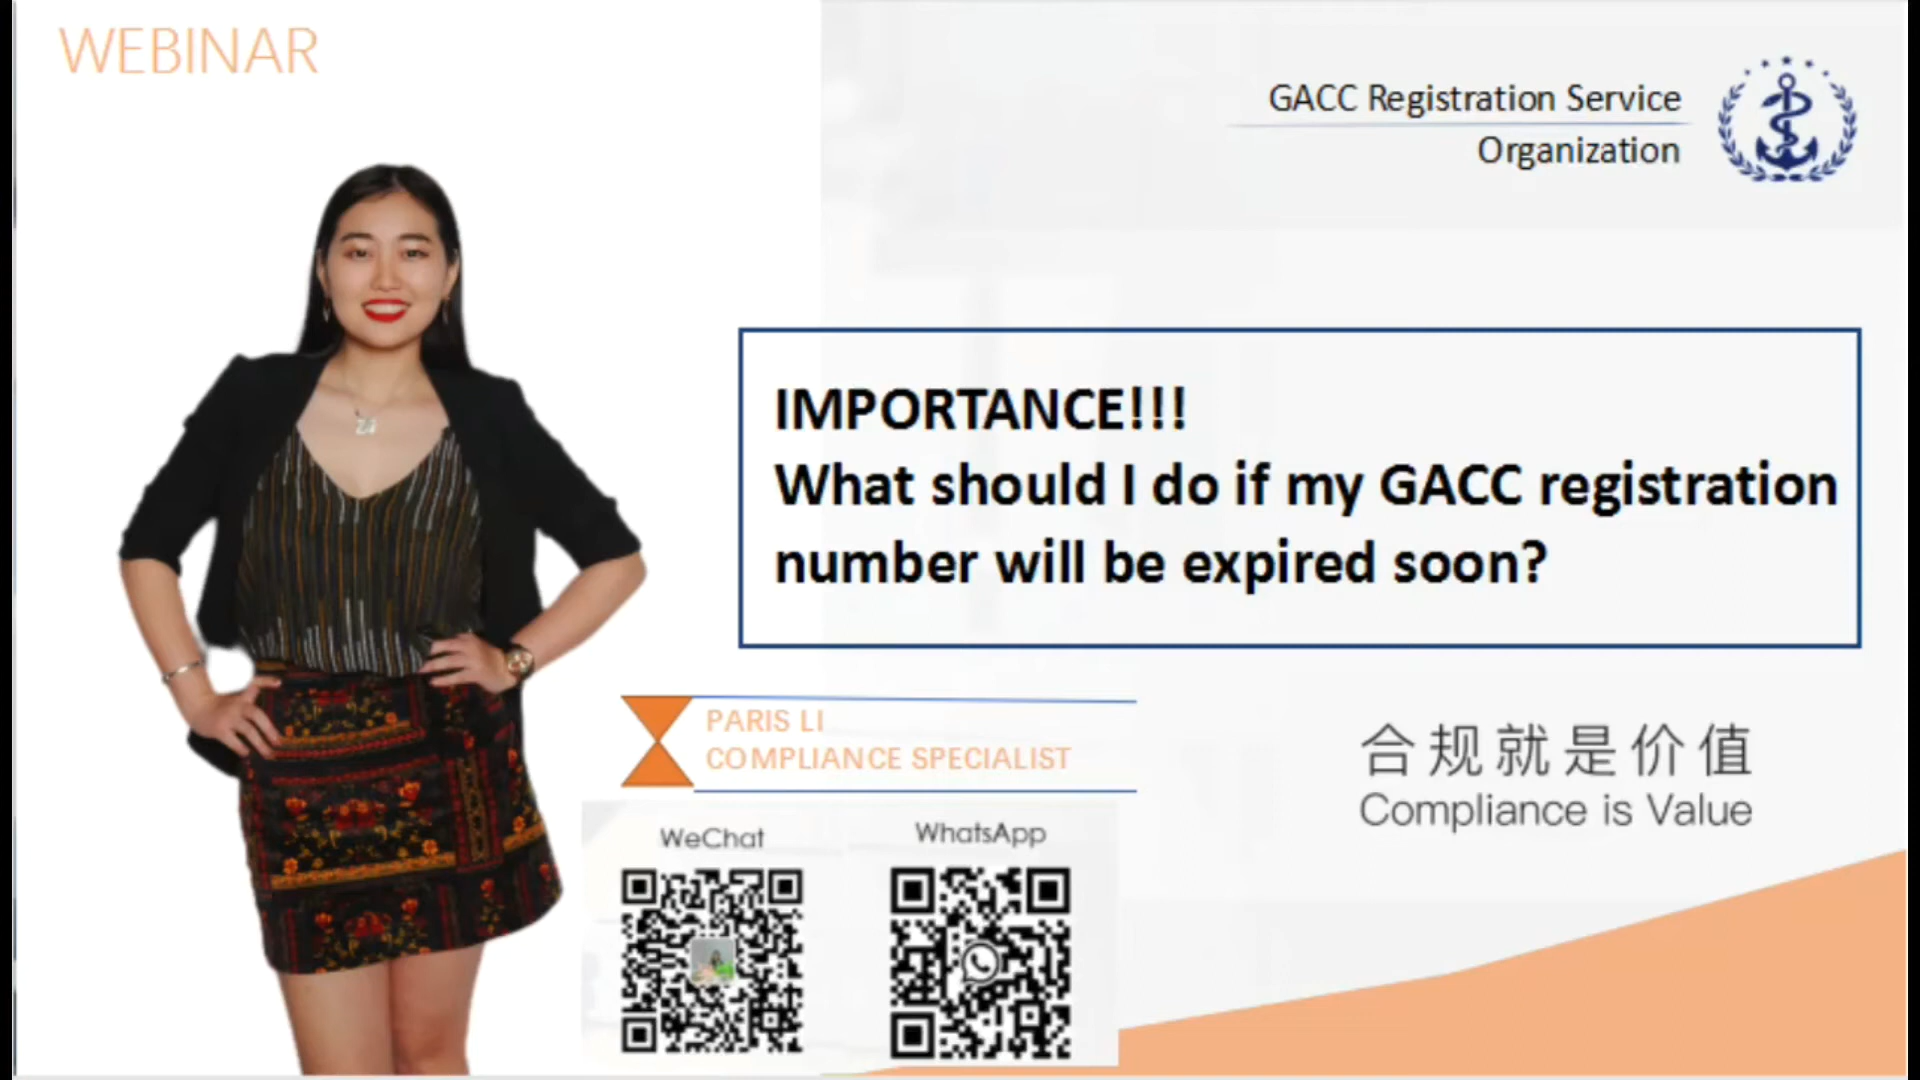 WEBINAR
GACC Registration Service
Organization
IMPORTANCE!!!
What should I do if my GACC registration
number will be expired soon?
PARIS LI
COMPLIANCE SPECIALIST
合规就是价值
Compliance is Value
WeChat
WhatsApp